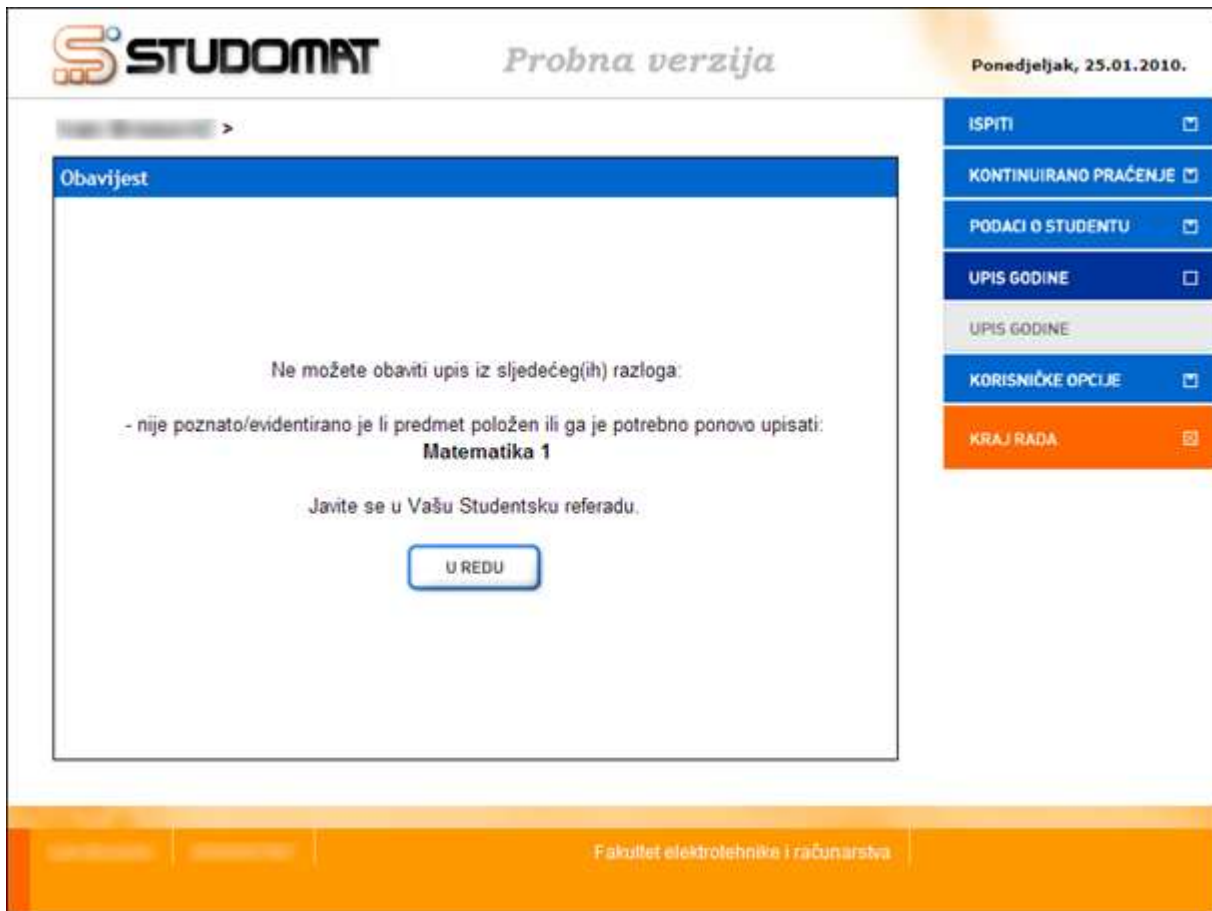 STUDOMAT
Probna verzija
Ponedjeljak, 25.01.2010.
>
Obavijest
Ne možete obaviti upis iz sljedećeg(ih) razloga:
- nije poznato/evidentirano je li predmet položen ili ga je potrebno ponovo upisati:
Matematika 1
Javite se u Vašu Studentsku referadu.
U REDU
ISPITI
KONTINUIRANO PRAĆENJE
PODACI O STUDENTU
UPIS GODINE
UPIS GODINE
KORISNIČKE OPCIJE
KRAJ RADA
Fakultet elektrotehnike i računarstva